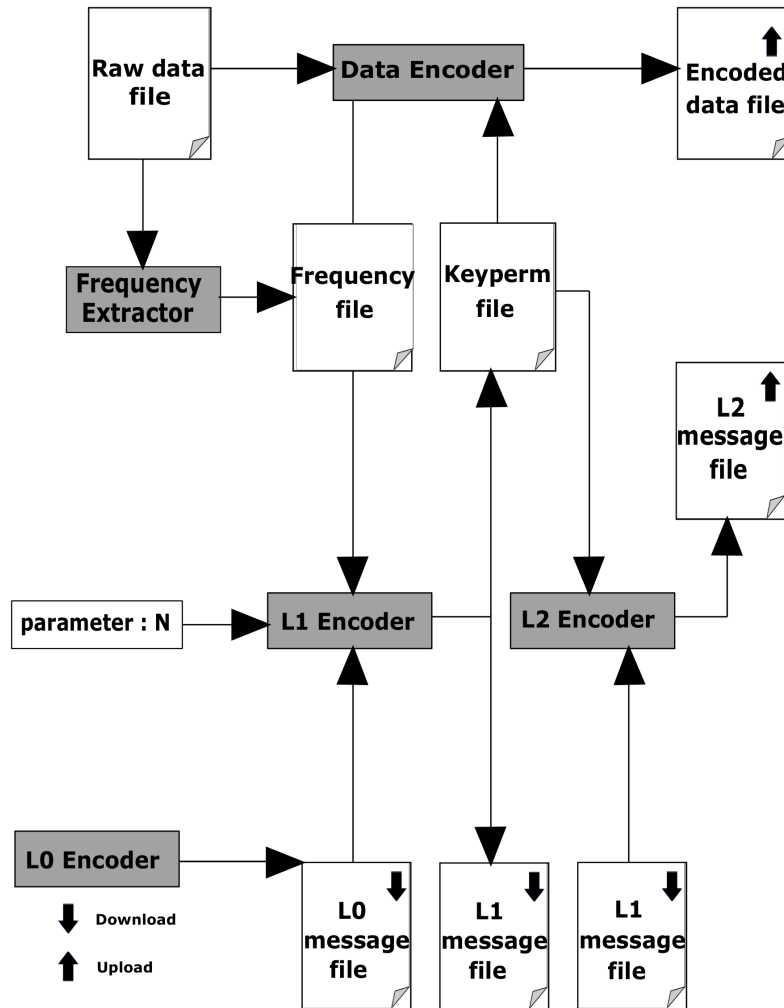 Raw data
file
Data Encoder
Encoded
data file
Frequency
Extractor
Frequency
file
Keyperm
file
L2
message
file
parameter : N
L1 Encoder
L2 Encoder
L0 Encoder
L0
message
file
L1
message
file
L1
message
file
Download
Upload